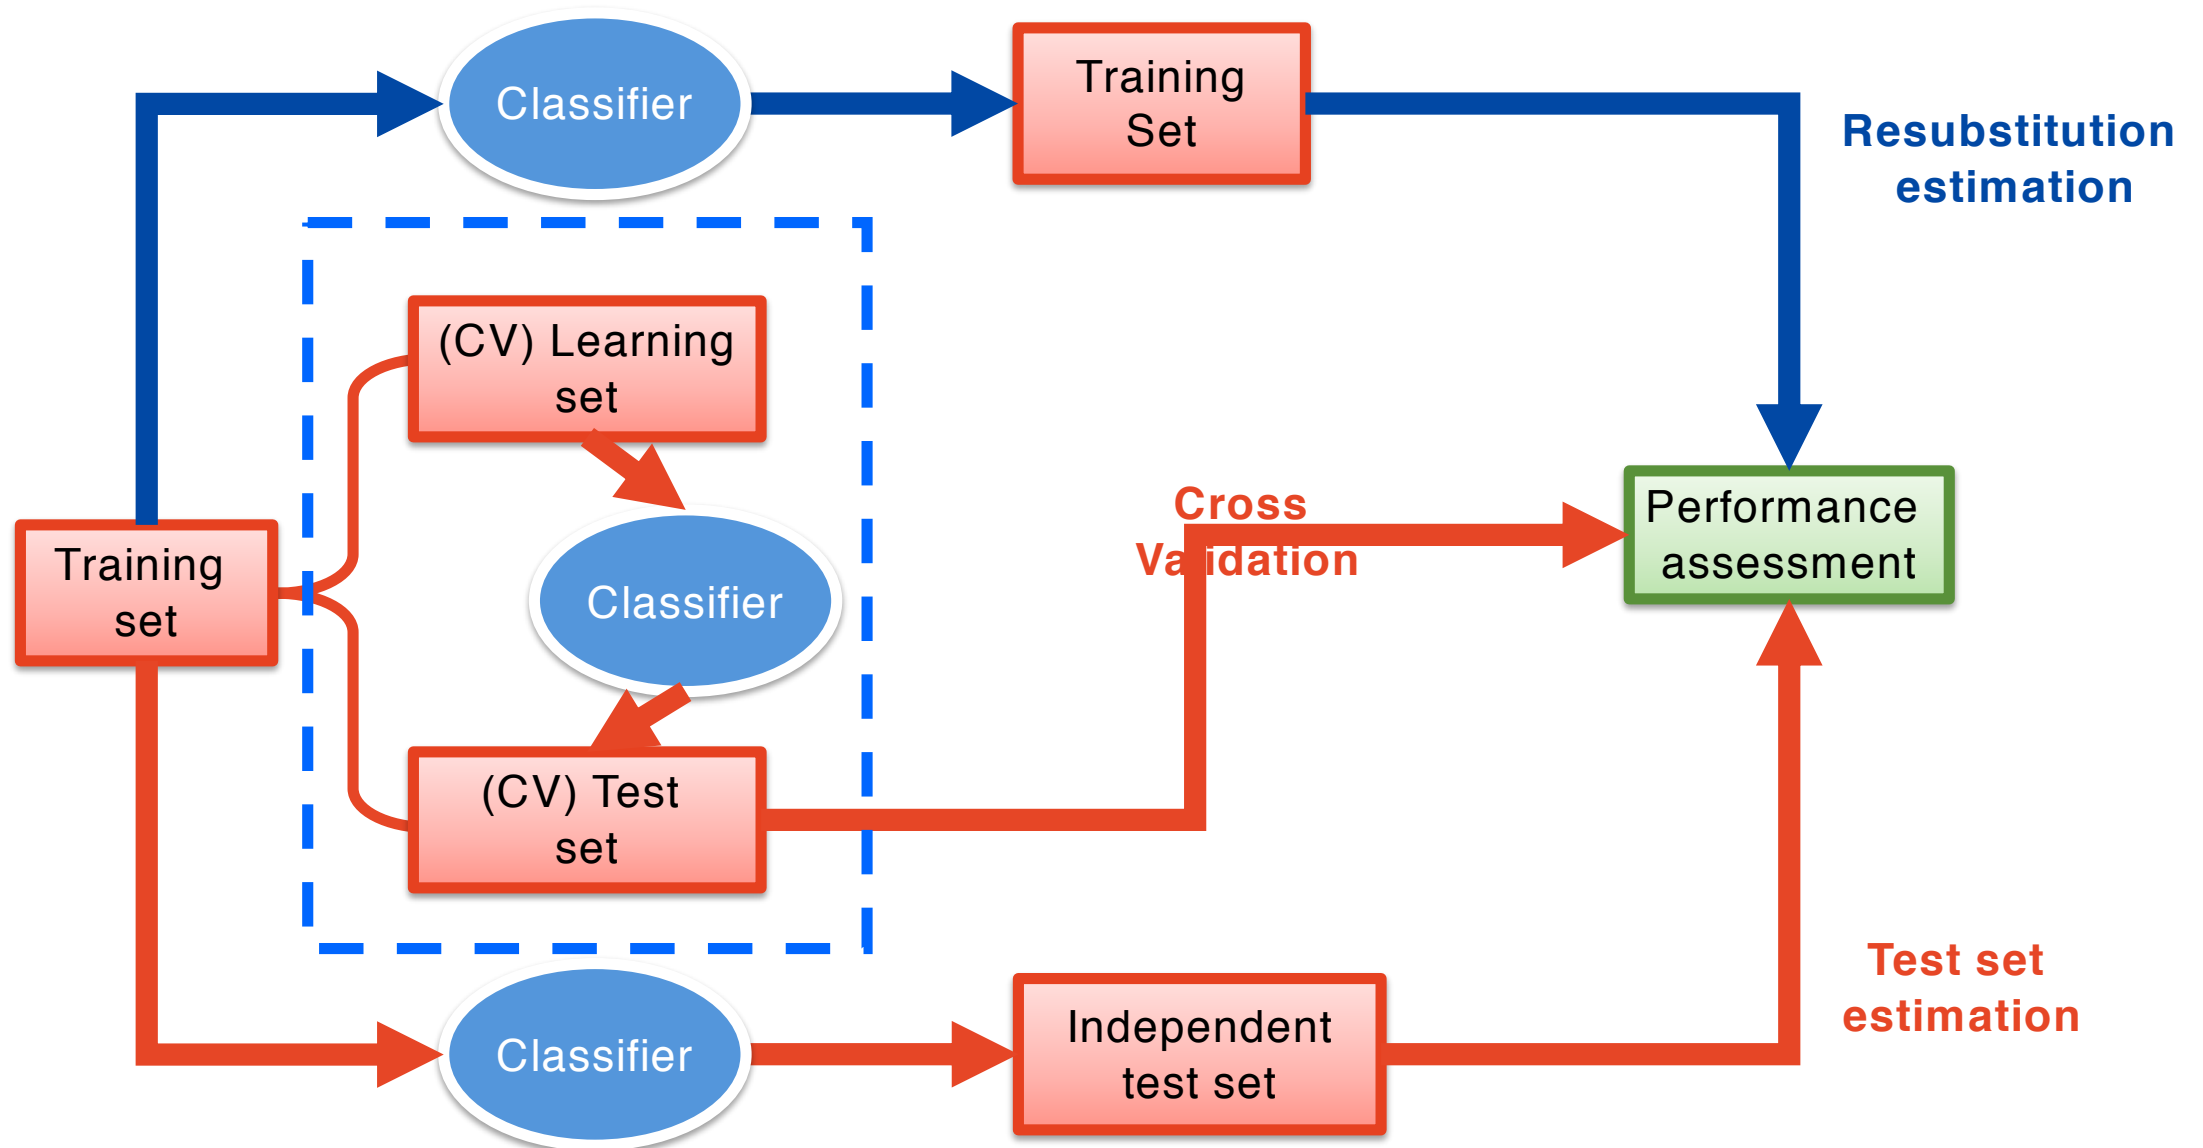 Classifier
Training
Set
Resubstitution
estimation
(CV) Learning
set
Cross
Validation
Performance
assessment
Training
set
Classifier
(CV) Test
set
Test set
estimation
Classifier
Independent
test set